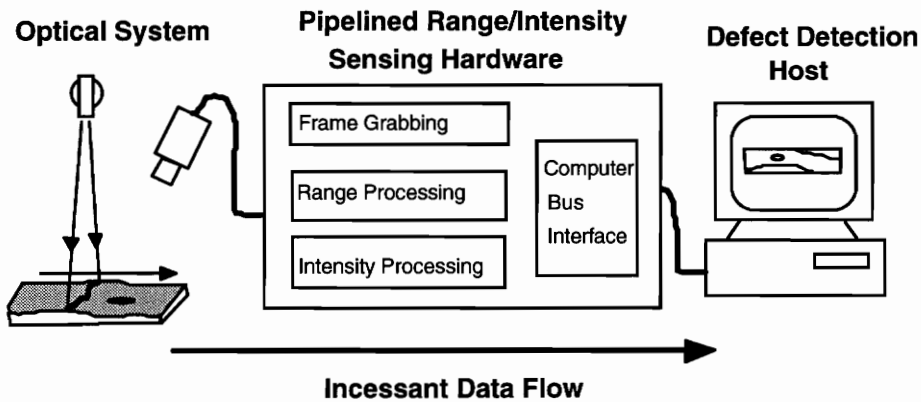 Optical System
Pipelined Range/Intensity
Sensing Hardware
Defect Detection
Host
Frame Grabbing
Range Processing
Intensity Processing
Computer
Bus
Interface
Incessant Data Flow